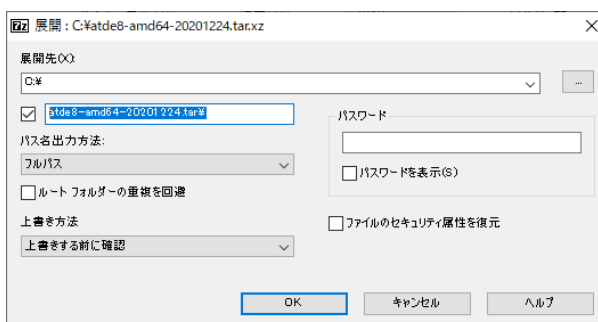 7z 展開 : C:¥atde8-amd64-20201224.tar.xz
展開先(X):
C:¥
...
atde8-amd64-20201224.tar¥
パス名出力方法:
フルパス
ルート フォルダーの重複を回避
上書き方法
上書きする前に確認
パスワード
パスワードを表示(S)
ファイルのセキュリティ属性を復元
OK
キャンセル
ヘルプ